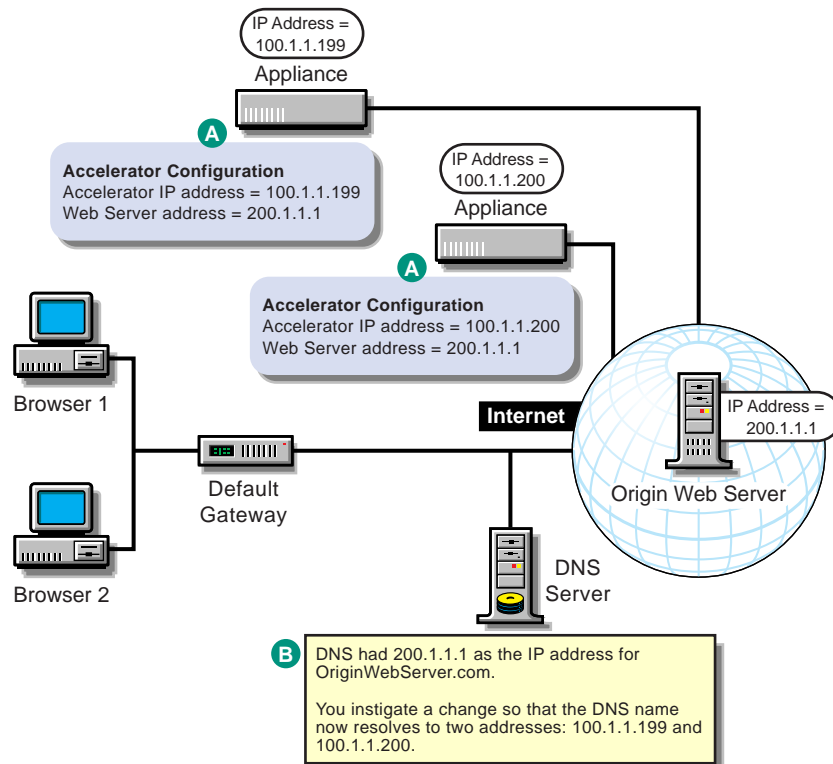 IP Address =
100.1.1.199
Appliance
A
Accelerator Configuration
Accelerator IP address = 100.1.1.199
Web Server address = 200.1.1.1
IP Address =
100.1.1.200
Appliance
A
Accelerator Configuration
Accelerator IP address = 100.1.1.200
Web Server address = 200.1.1.1
Browser 1
Internet
IP Address =
200.1.1.1
Origin Web Server
Default
Gateway
Browser 2
DNS
Server
B
DNS had 200.1.1.1 as the IP address for
OriginWebServer.com.
You instigate a change so that the DNS name
now resolves to two addresses: 100.1.1.199 and
100.1.1.200.